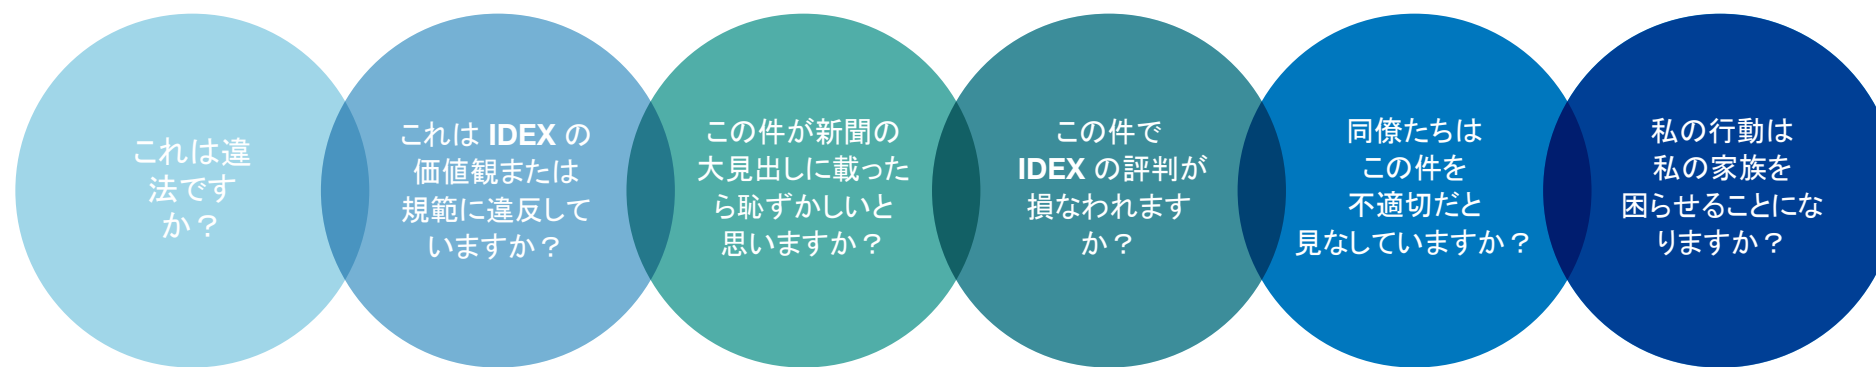 これは違
法です
か？
これは IDEX の
価値観または
規範に違反して
いますか？
この件が新聞の
大見出しに載った
ら恥ずかしいと
思いますか？
この件で
IDEX の評判が
損なわれます
か？
同僚たちは
この件を
不適切だと
見なしていますか？
私の行動は
私の家族を
困らせることにな
りますか？